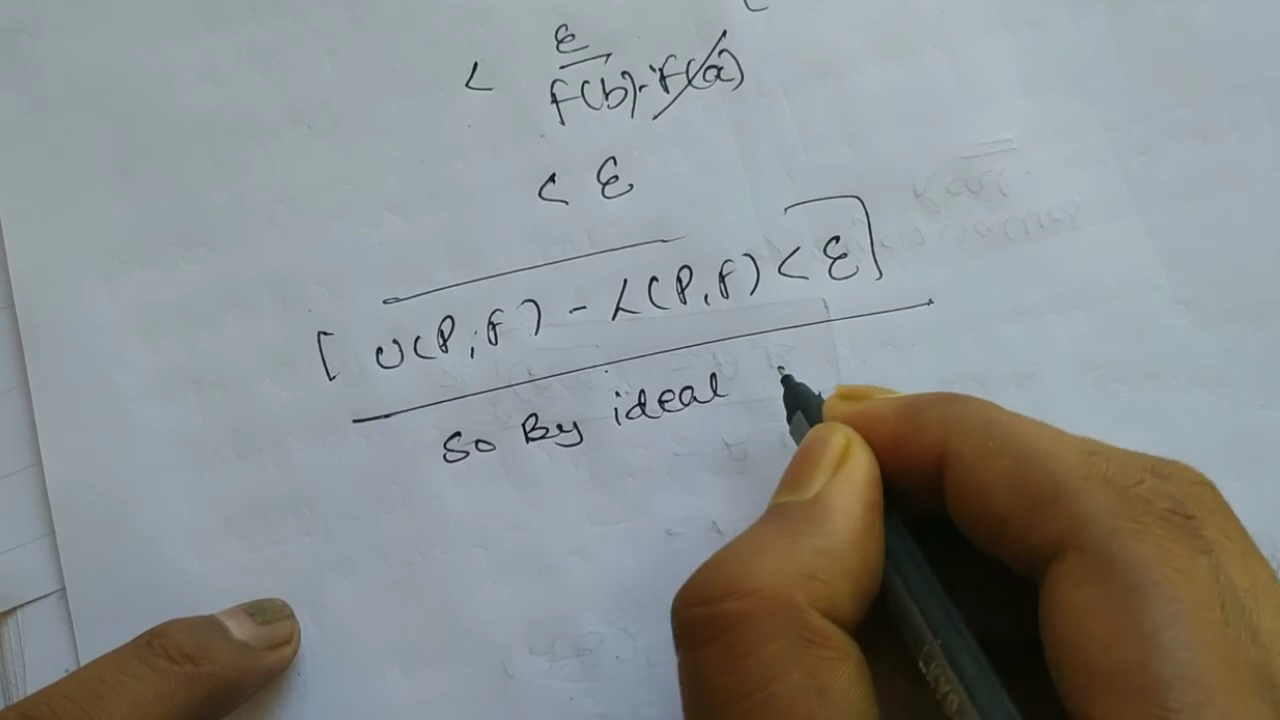 < ε
f(b)-f(a)
< ε
[ U(P,f) - L(P,f) < ε ]
So By ideal